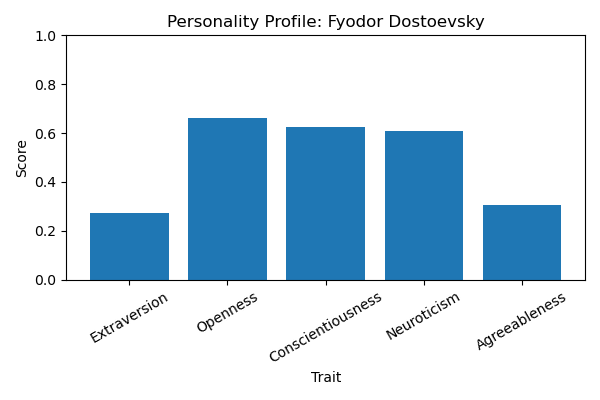 Personality Profile: Fyodor Dostoevsky
1.0
0.8
0.6
0.4
0.2
0.0
Score
Extraversion
Openness
Conscientiousness
Neuroticism
Agreeableness
Trait